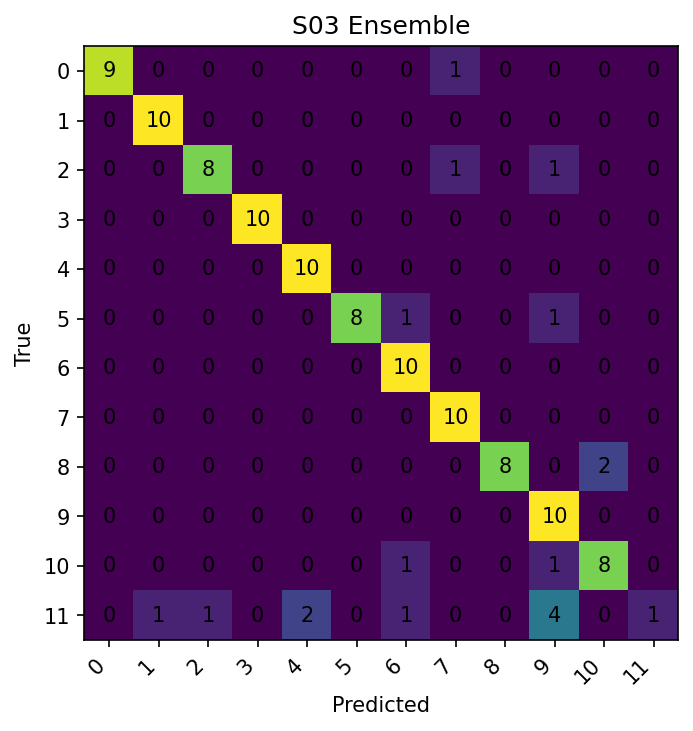 S03 Ensemble
0 9 0 0 0 0 0 0 1 0 0 0 0
1 0 10 0 0 0 0 0 0 0 0 0 0
2 0 0 8 0 0 0 0 1 0 1 0 0
3 0 0 0 10 0 0 0 0 0 0 0 0
4 0 0 0 0 10 0 0 0 0 0 0 0
5 0 0 0 0 0 8 1 0 0 1 0 0
6 0 0 0 0 0 0 10 0 0 0 0 0
7 0 0 0 0 0 0 0 10 0 0 0 0
8 0 0 0 0 0 0 0 0 8 0 2 0
9 0 0 0 0 0 0 0 0 0 10 0 0
10 0 0 0 0 0 0 1 0 0 1 8 0
11 0 1 1 0 2 0 1 0 0 4 0 1
0 1 2 3 4 5 6 7 8 9 10 11
True
Predicted